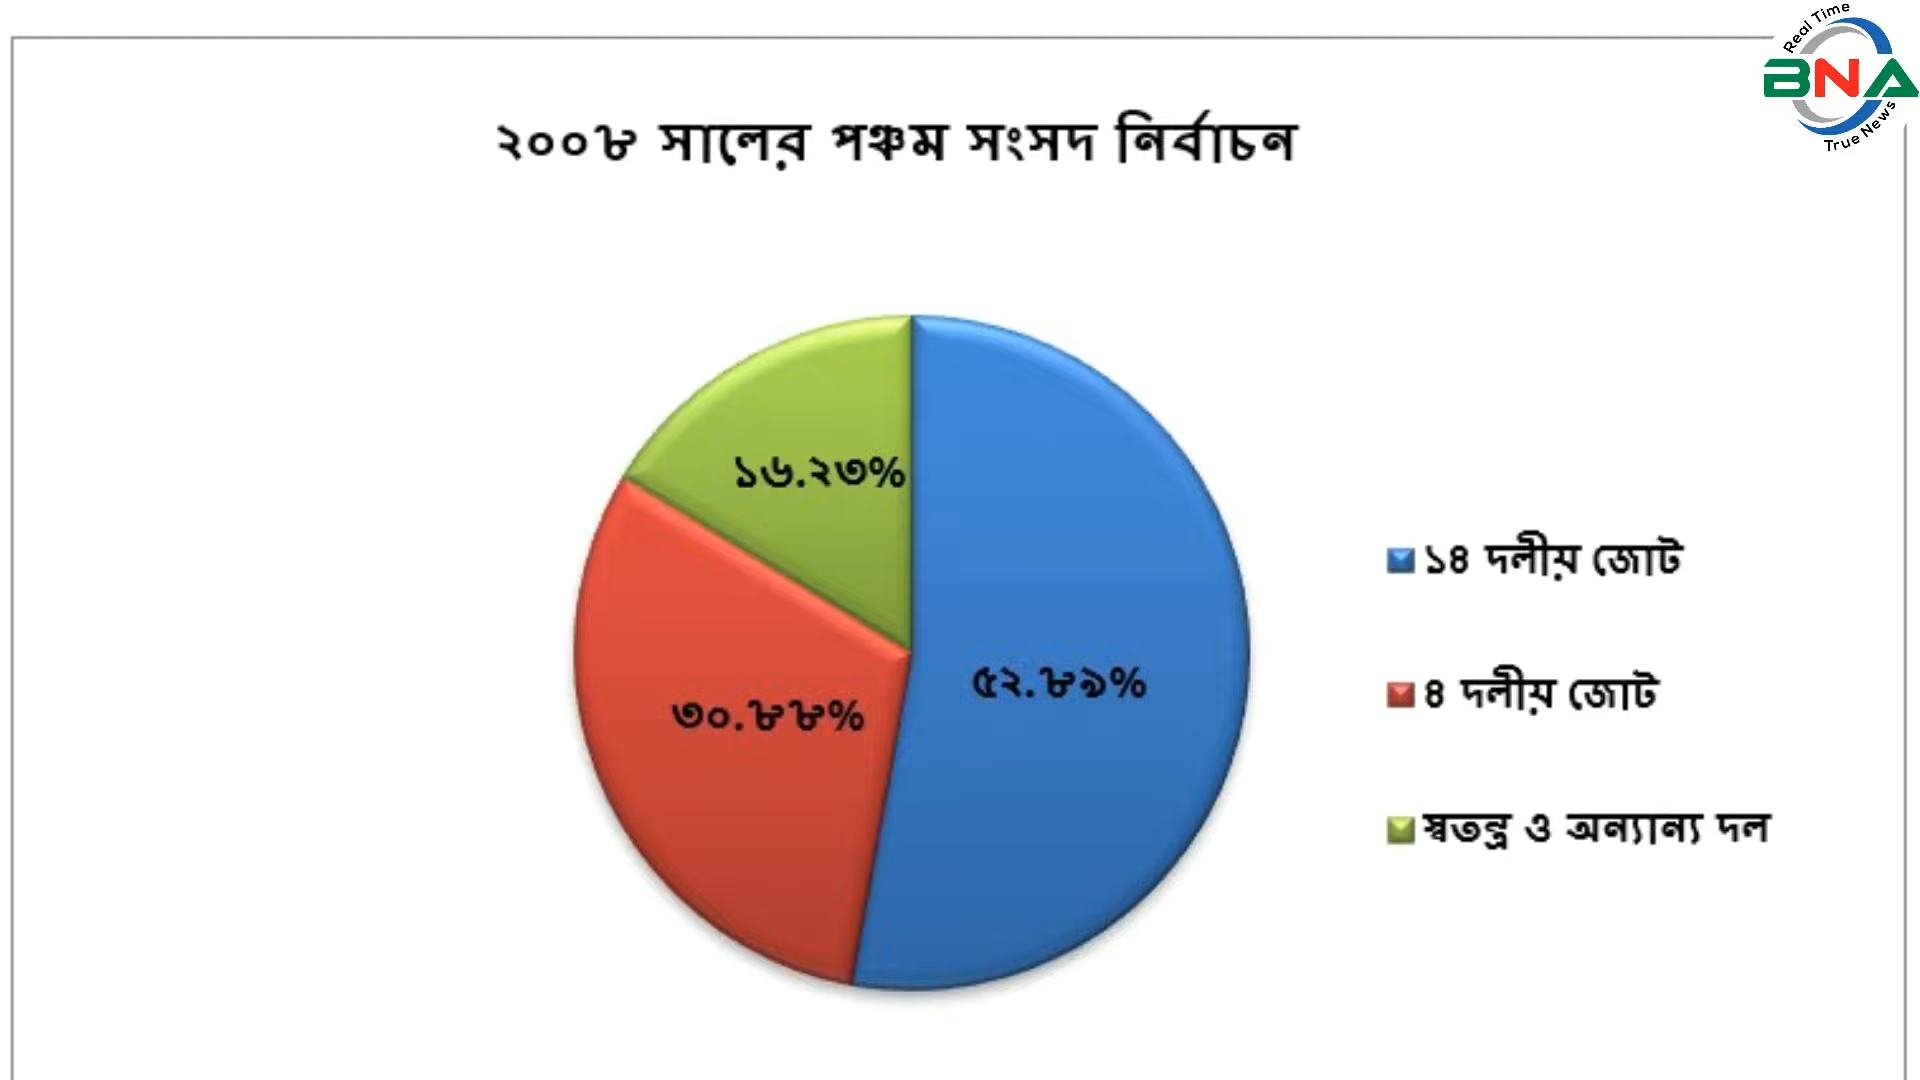 Real Time
BNA
True News
২০০৮ সালের পঞ্চম সংসদ নির্বাচন
১৬.২৩%
৫২.৮৯%
৩০.৮৮%
১৪ দলীয় জোট
৪ দলীয় জোট
স্বতন্ত্র ও অন্যান্য দল